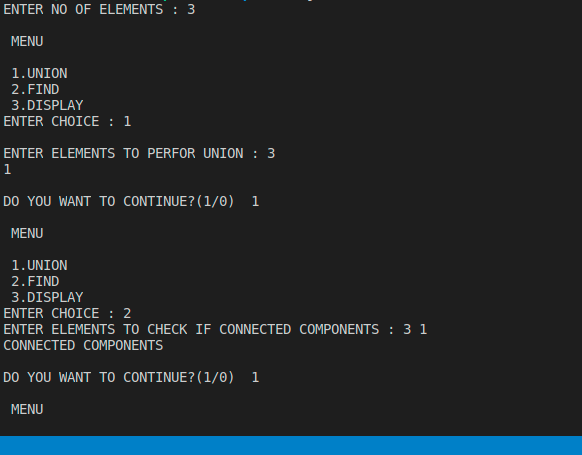 ENTER NO OF ELEMENTS : 3
MENU
1.UNION
2.FIND
3.DISPLAY
ENTER CHOICE : 1
ENTER ELEMENTS TO PERFOR UNION : 3
1
DO YOU WANT TO CONTINUE?(1/0)  1
MENU
1.UNION
2.FIND
3.DISPLAY
ENTER CHOICE : 2
ENTER ELEMENTS TO CHECK IF CONNECTED COMPONENTS : 3 1
CONNECTED COMPONENTS
DO YOU WANT TO CONTINUE?(1/0)  1
MENU